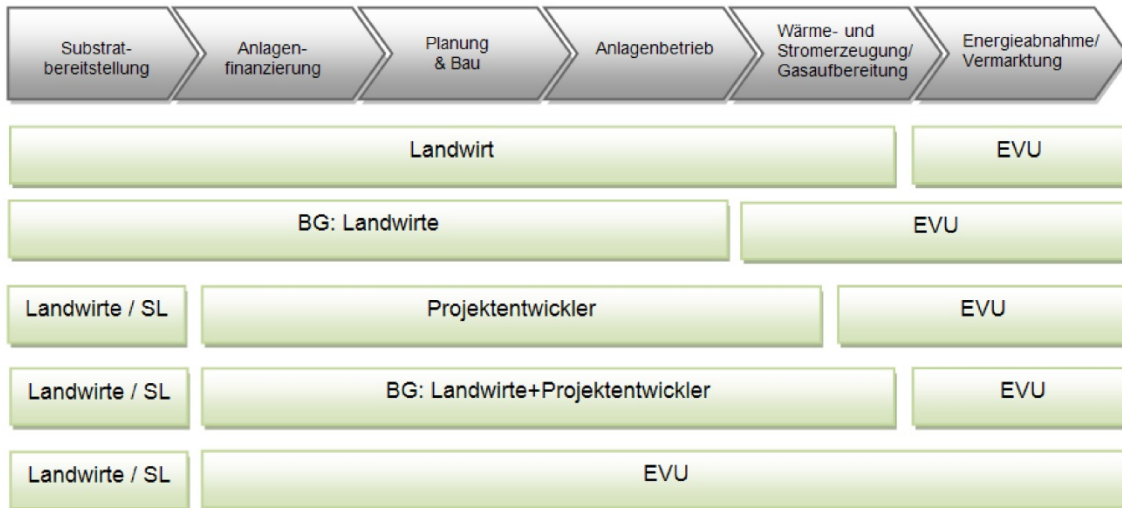 Substrat-
bereitstellung
Anlagen-
finanzierung
Planung
& Bau
Anlagenbetrieb
Wärme- und
Stromerzeugung/
Gasaufbereitung
Energieabnahme/
Vermarktung
Landwirt
EVU
BG: Landwirte
EVU
Landwirte / SL
Projektentwickler
EVU
Landwirte / SL
BG: Landwirte+Projektentwickler
EVU
Landwirte / SL
EVU